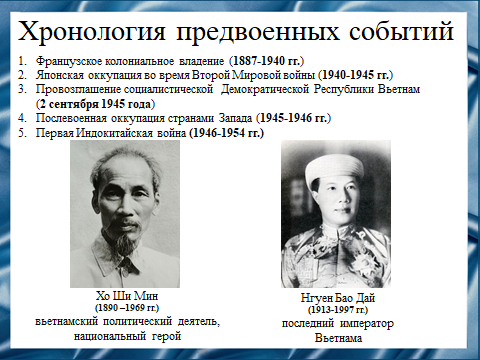 Хронология предвоенных событий
1. Французское колониальное владение (1887-1940 гг.)
2. Японская оккупация во время Второй Мировой войны (1940-1945 гг.)
3. Провозглашение социалистической Демократической Республики Вьетнам
(2 сентября 1945 года)
4. Послевоенная оккупация странами Запада (1945-1946 гг.)
5. Первая Индокитайская война (1946-1954 гг.)
Хо Ши Мин
(1890 –1969 гг.)
вьетнамский политический деятель,
национальный герой
Нгуен Бао Дай
(1913-1997 гг.)
последний император
Вьетнама